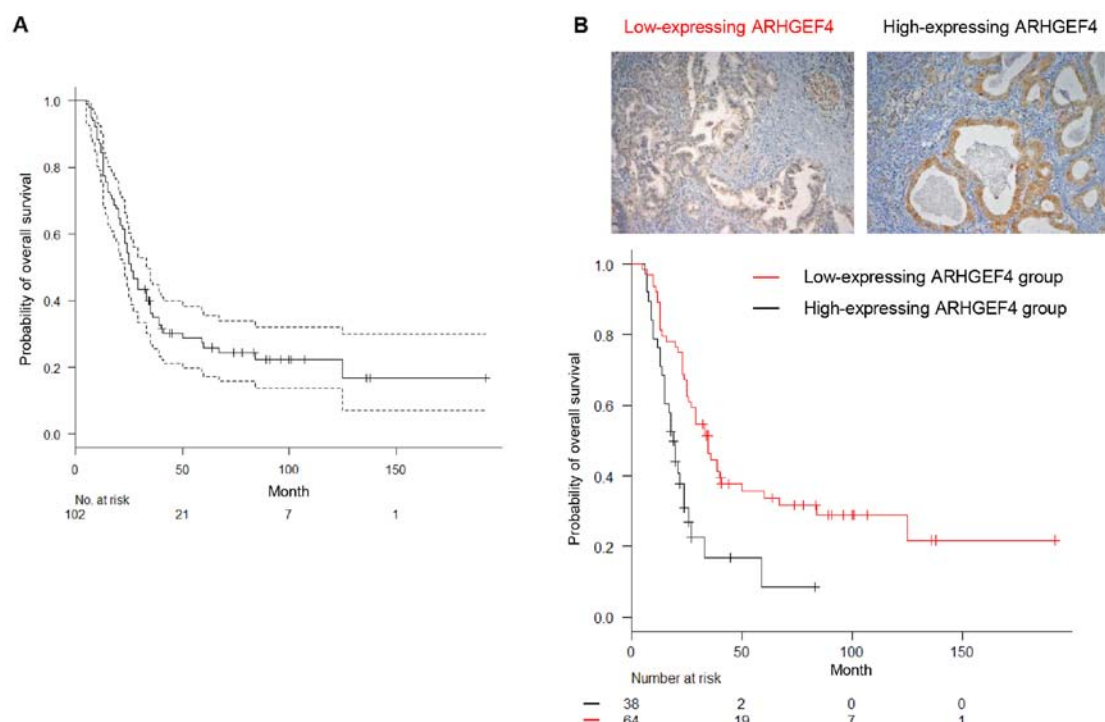 A
1.0
0.8
0.6
0.4
0.2
0.0
Probability of overall survival
0 50 100 150
Month
No. at risk
102 21 7 1
B
Low-expressing ARHGEF4 High-expressing ARHGEF4
1.0
0.8
0.6
0.4
0.2
0.0
Probability of overall survival
Low-expressing ARHGEF4 group
High-expressing ARHGEF4 group
0 50 100 150
Month
Number at risk
38 2 0 0
64 19 7 1